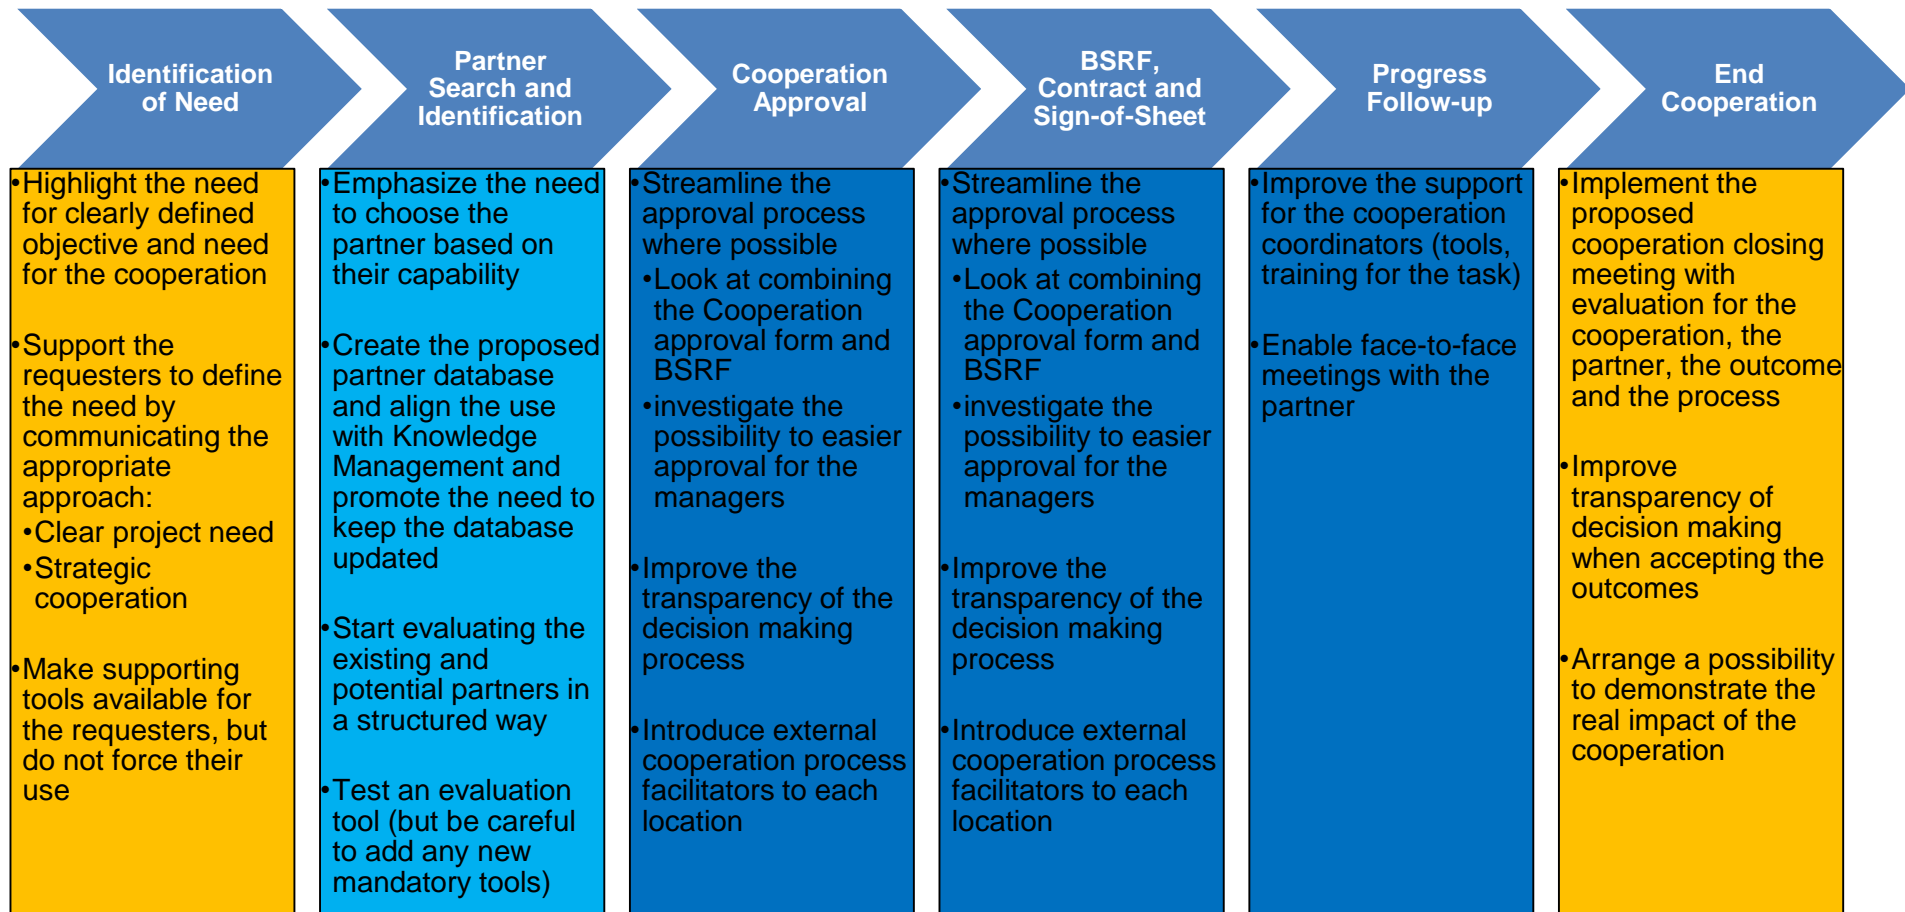 Identification
of Need
Partner
Search and
Identification
Cooperation
Approval
BSRF,
Contract and
Sign-of-Sheet
Progress
Follow-up
End
Cooperation
•Highlight the need
for clearly defined
objective and need
for the cooperation
•Support the
requesters to define
the need by
communicating the
appropriate
approach:
•Clear project need
•Strategic
cooperation
•Make supporting
tools available for
the requesters, but
do not force their
use
•Emphasize the need
to choose the
partner based on
their capability
•Create the proposed
partner database
and align the use
with Knowledge
Management and
promote the need to
keep the database
updated
•Start evaluating the
existing and
potential partners in
a structured way
•Test an evaluation
tool (but be careful
to add any new
mandatory tools)
•Streamline the
approval process
where possible
•Look at combining
the Cooperation
approval form and
BSRF
•investigate the
possibility to easier
approval for the
managers
•Improve the
transparency of the
decision making
process
•Introduce external
cooperation process
facilitators to each
location
•Streamline the
approval process
where possible
•Look at combining
the Cooperation
approval form and
BSRF
•investigate the
possibility to easier
approval for the
managers
•Improve the
transparency of the
decision making
process
•Introduce external
cooperation process
facilitators to each
location
•Improve the support
for the cooperation
coordinators (tools,
training for the task)
•Enable face-to-face
meetings with the
partner
•Implement the
proposed
cooperation closing
meeting with
evaluation for the
cooperation, the
partner, the outcome
and the process
•Improve
transparency of
decision making
when accepting the
outcomes
•Arrange a possibility
to demonstrate the
real impact of the
cooperation